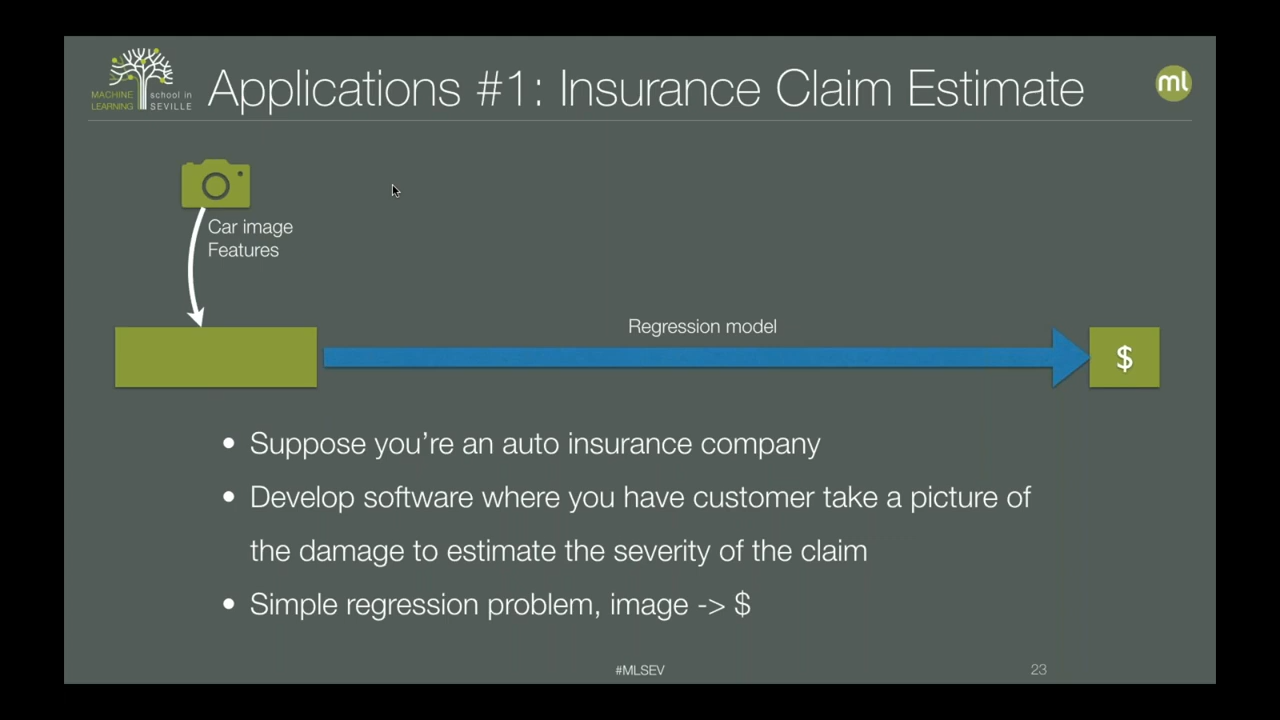 MACHINE school in
LEARNING SEVILLE
Applications #1: Insurance Claim Estimate
ml
Car image
Features
Regression model
$
• Suppose you’re an auto insurance company
• Develop software where you have customer take a picture of
the damage to estimate the severity of the claim
• Simple regression problem, image -> $
#MLSEV
23